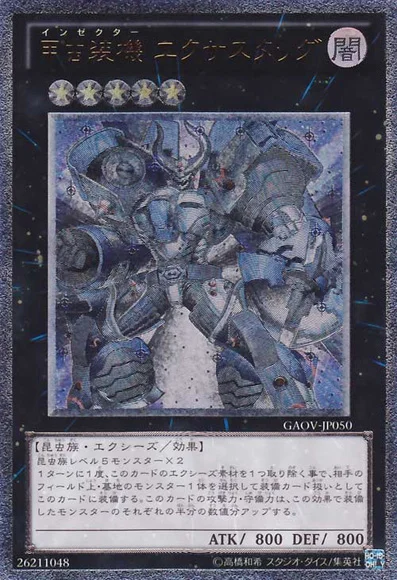 インゼクター
甲虫装機 エクサスタッグ
闇
GAOV-JP050
【昆虫族・エクシーズ/効果】
昆虫族レベル5モンスター×2
1ターンに1度、このカードのエクシーズ素材を1つ取り除く事で、相手の
フィールド上・墓地のモンスター1体を選択して装備カード扱いとして
このカードに装備する。このカードの攻撃力・守備力は、この効果で装備
したモンスターのそれぞれの半分の数値分アップする。
ATK/ 800 DEF/ 800
26211048
©高橋和希 スタジオ・ダイス/集英社